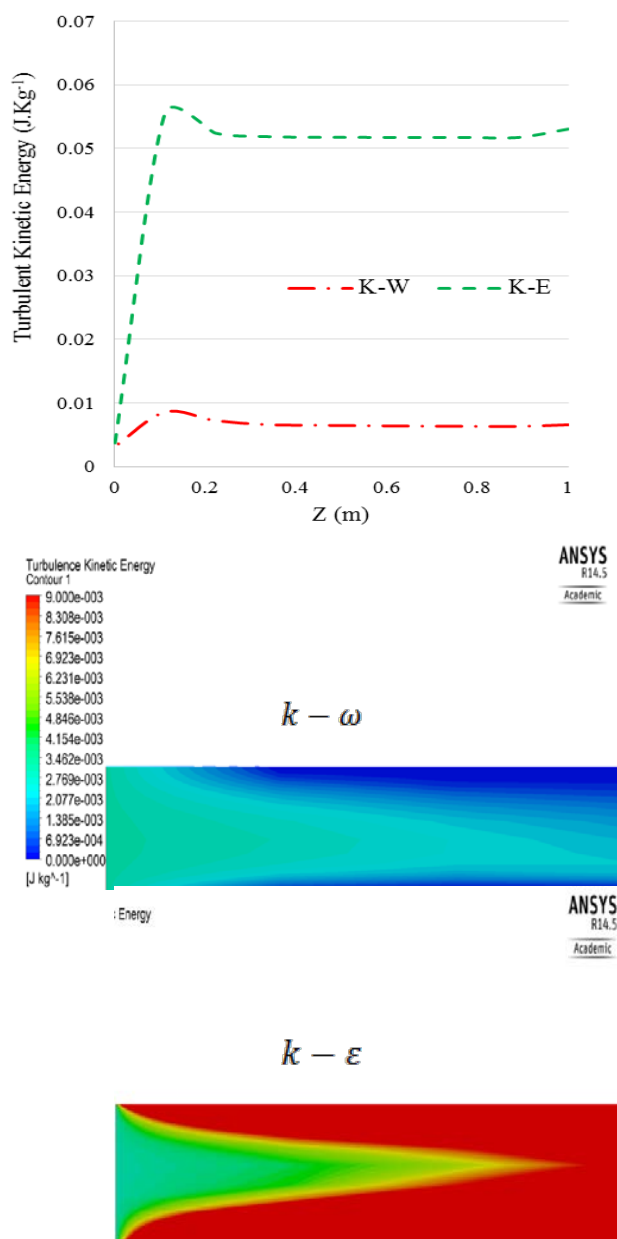 0.07
0.06
0.05
0.04
0.03
0.02
0.01
0
Turbulent Kinetic Energy (J.Kg-1)
K-W K-E
0 0.2 0.4 0.6 0.8 1
Z (m)
Turbulence Kinetic Energy
Contour 1
9.000e-003
8.308e-003
7.615e-003
6.923e-003
6.231e-003
5.538e-003
4.846e-003
4.154e-003
3.462e-003
2.769e-003
2.077e-003
1.385e-003
6.923e-004
0.000e+000
[J kg^-1]
ANSYS
R14.5
Academic
k − ω
s Energy
ANSYS
R14.5
Academic
k − ε